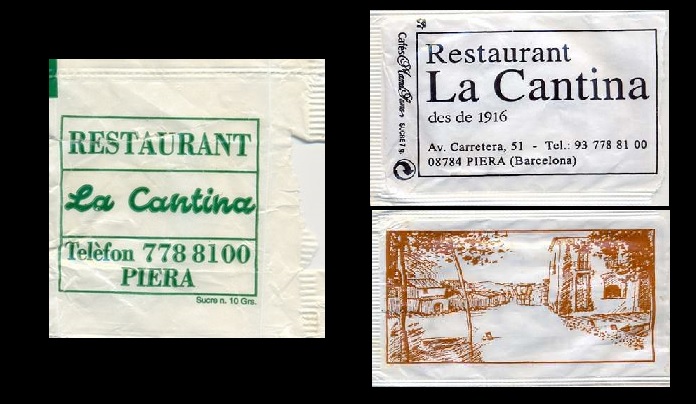 RESTAURANT
La Cantina
Telèfon 778 8100
PIERA
Sucre n. 10 Grs.
Restaurant
La Cantina
des de 1916
Av. Carretera, 51 - Tel.: 93 778 81 00
08784 PIERA (Barcelona)
Cafès